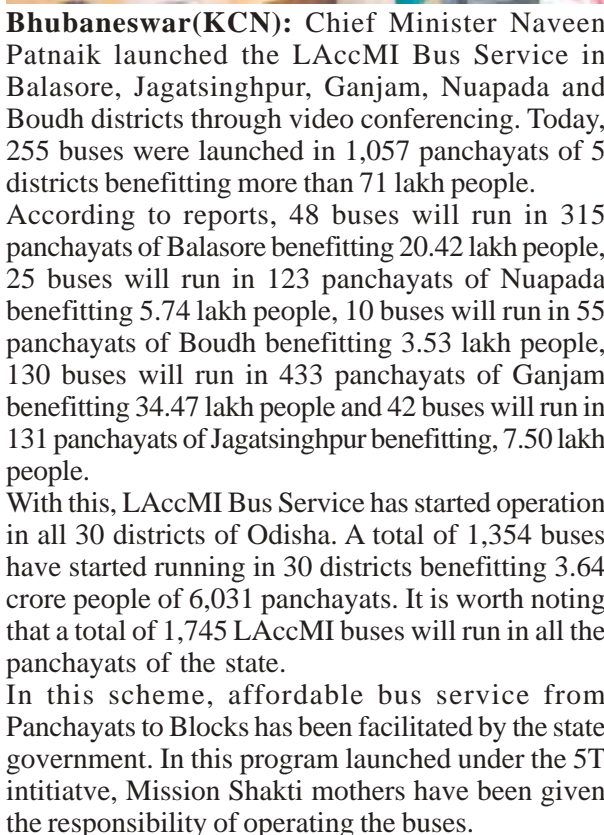 Bhubaneswar(KCN): Chief Minister Naveen
Patnaik launched the LAccMI Bus Service in
Balasore, Jagatsinghpur, Ganjam, Nuapada and
Boudh districts through video conferencing. Today,
255 buses were launched in 1,057 panchayats of 5
districts benefitting more than 71 lakh people.
According to reports, 48 buses will run in 315
panchayats of Balasore benefitting 20.42 lakh people,
25 buses will run in 123 panchayats of Nuapada
benefitting 5.74 lakh people, 10 buses will run in 55
panchayats of Boudh benefitting 3.53 lakh people,
130 buses will run in 433 panchayats of Ganjam
benefitting 34.47 lakh people and 42 buses will run in
131 panchayats of Jagatsinghpur benefitting, 7.50 lakh
people.
With this, LAccMI Bus Service has started operation
in all 30 districts of Odisha. A total of 1,354 buses
have started running in 30 districts benefitting 3.64
crore people of 6,031 panchayats. It is worth noting
that a total of 1,745 LAccMI buses will run in all the
panchayats of the state.
In this scheme, affordable bus service from
Panchayats to Blocks has been facilitated by the state
government. In this program launched under the 5T
intitiatve, Mission Shakti mothers have been given
the responsibility of operating the buses.